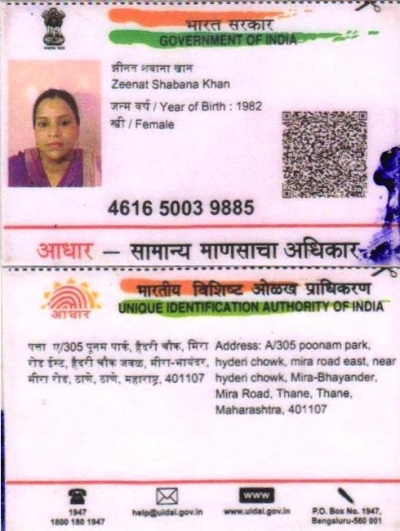 भारत सरकार
GOVERNMENT OF INDIA
झीनत शबाना खान
Zeenat Shabana Khan
जन्म वर्ष / Year of Birth : 1982
स्त्री / Female
4616 5003 9885
आधार — सामान्य माणसाचा अधिकार
भारतीय विशिष्ट ओळख प्राधिकरण
UNIQUE IDENTIFICATION AUTHORITY OF INDIA
आधार
पत्ता ए/305 पूनम पार्क, हैदरी चौक, मिरा
रोड ईस्ट, हैदरी चौक जवळ, मीरा-भायंदर,
मीरा रोड, ठाणे, ठाणे, महाराष्ट्र, 401107
Address: A/305 poonam park,
hyderi chowk, mira road east, near
hyderi chowk, Mira-Bhayander,
Mira Road, Thane, Thane,
Maharashtra, 401107
1947
1800 180 1947
help@uidai.gov.in
www
www.uidai.gov.in
P.O. Box No. 1947,
Bengaluru-560 001